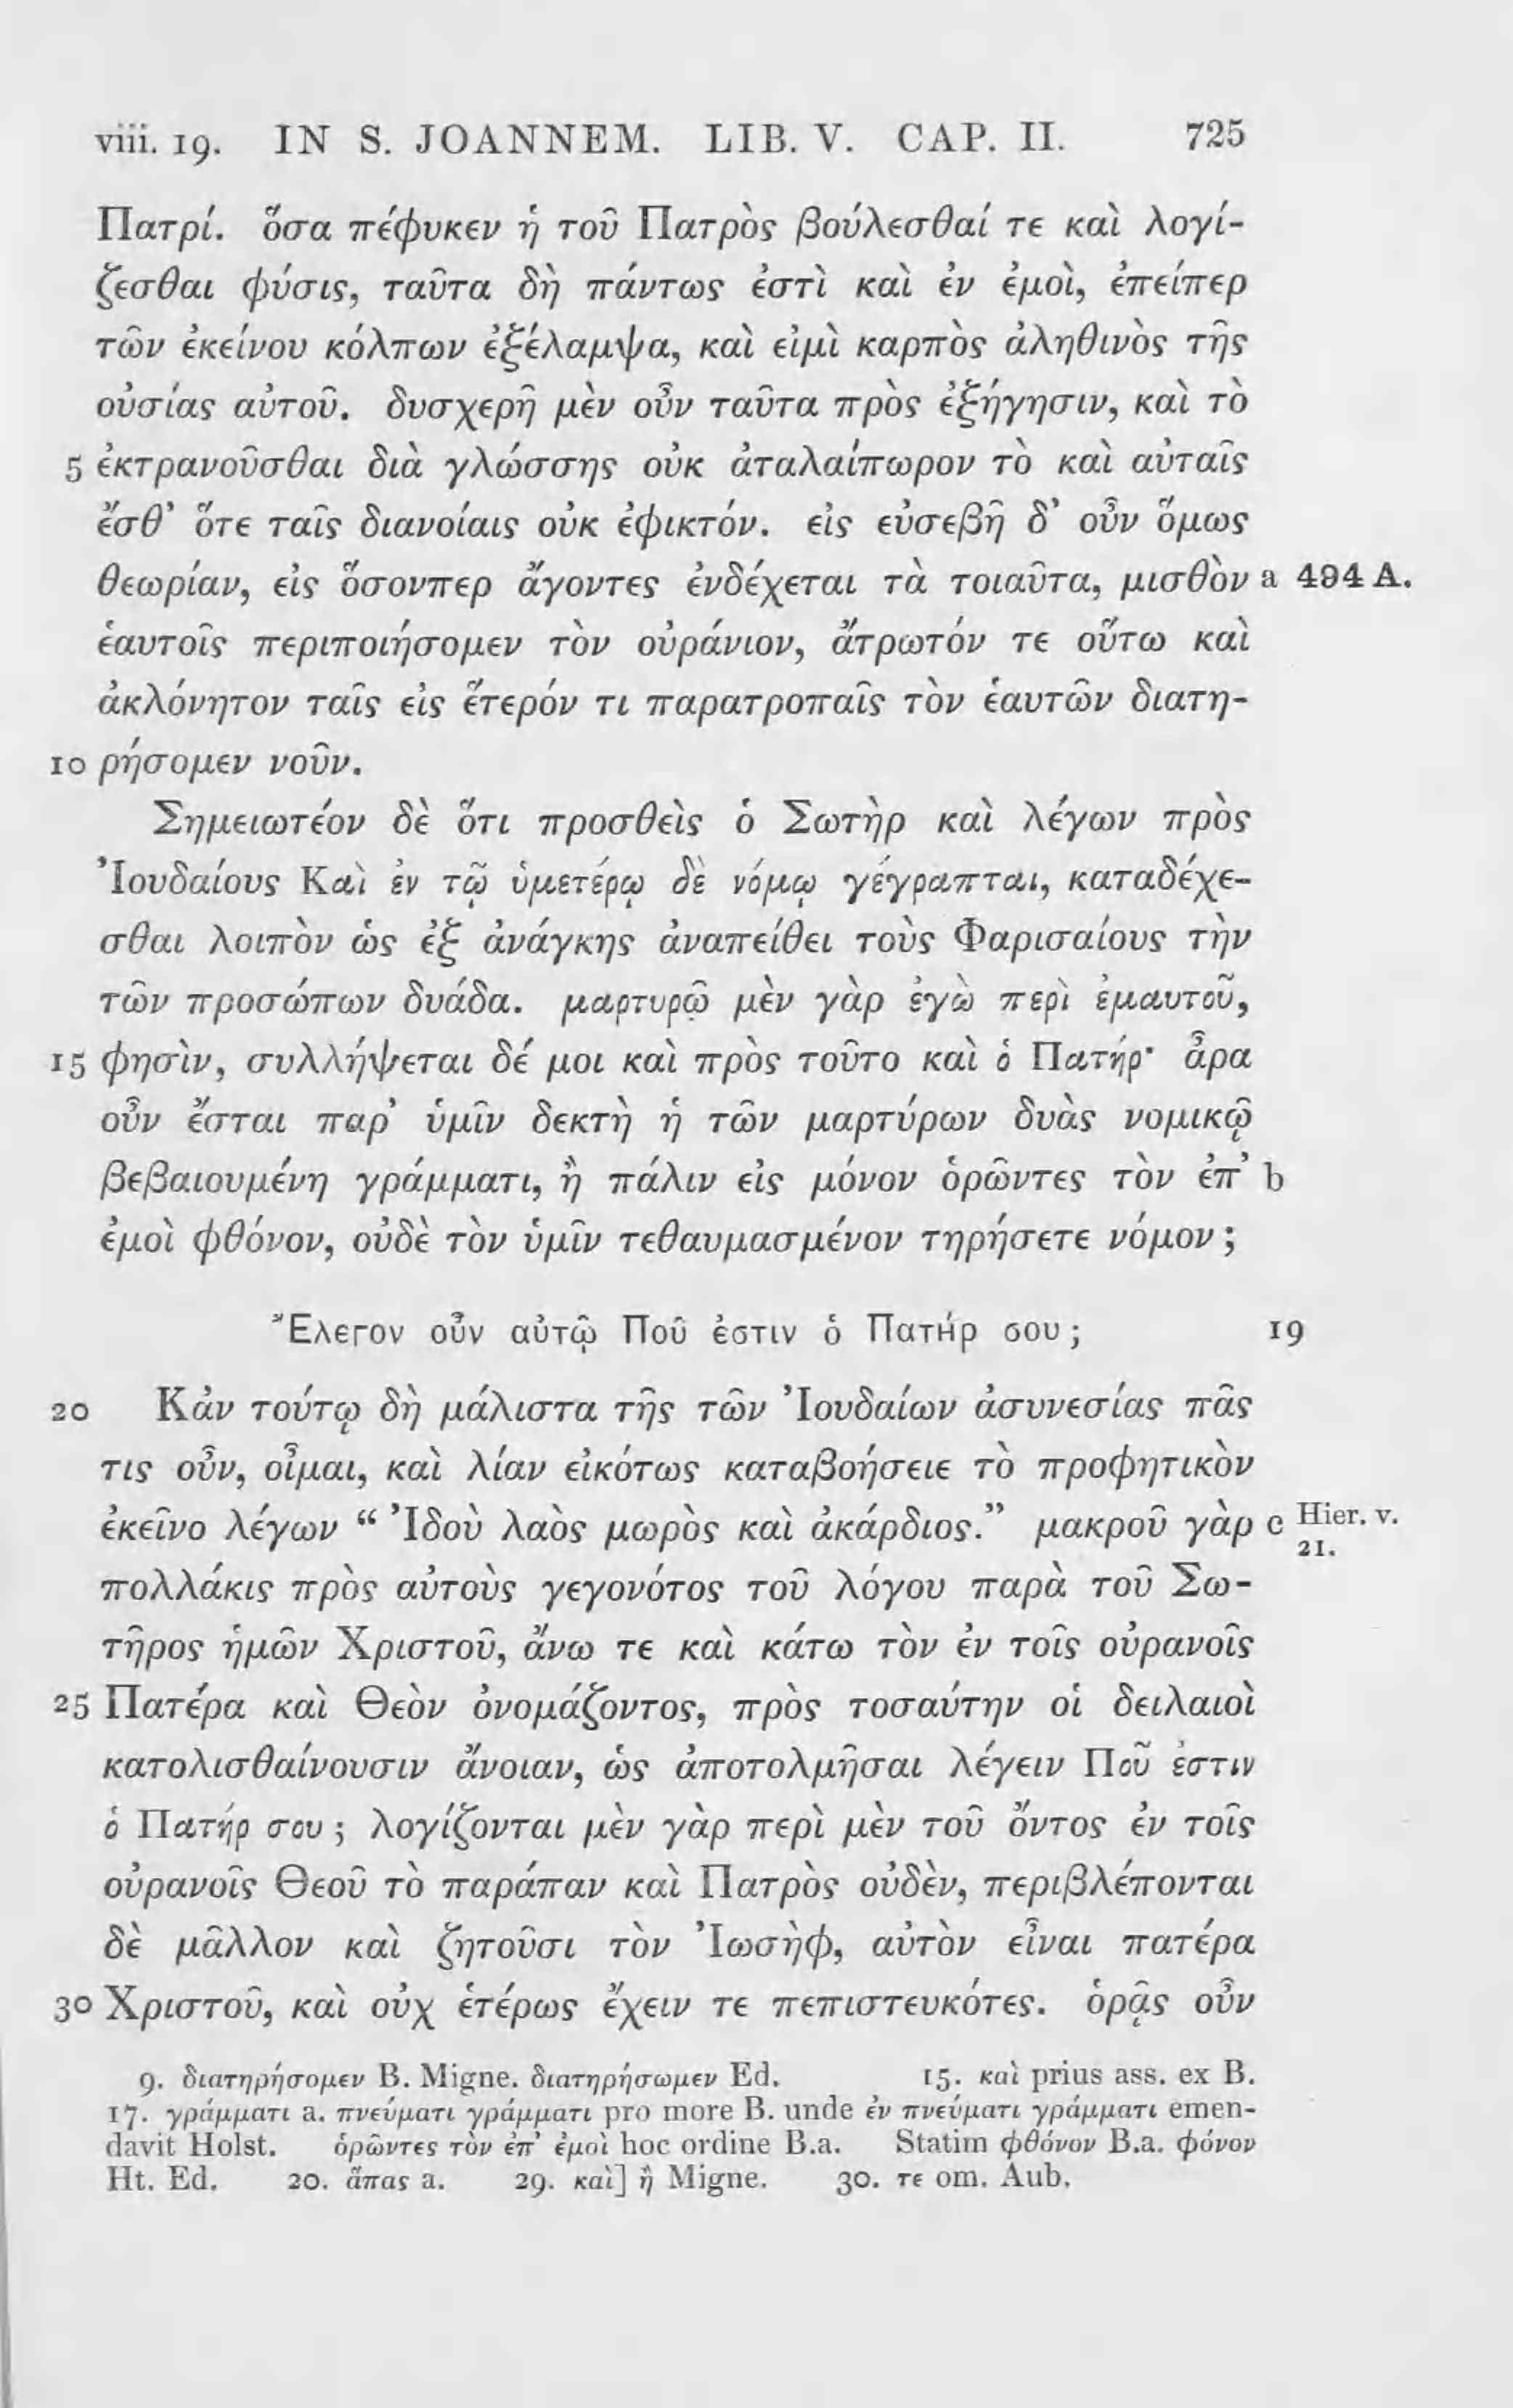 viii. 19. IN S. JOANNEM. LIB. V. CAP. II. 725
Πατρί. ὅσα πέφυκεν ἡ τοῦ Πατρὸς βούλεσθαί τε καὶ λογί-
ζεσθαι φύσις, ταῦτα δὴ πάντως ἐστὶ καὶ ἐν ἐμοὶ, ἐπείπερ
τῶν ἐκείνου κόλπων ἐξέλαμψα, καὶ εἰμὶ καρπὸς ἀληθινὸς τῆς
οὐσίας αὐτοῦ. δυσχερῆ μὲν οὖν ταῦτα πρὸς ἐξήγησιν, καὶ τὸ
5 ἐκτρανοῦσθαι διὰ γλώσσης οὐκ ἀταλαίπωρον τὸ καὶ αὐταῖς
ἔσθ’ ὅτε ταῖς διανοίαις οὐκ ἐφικτόν. εἰς εὐσεβῆ δ’ οὖν ὅμως
θεωρίαν, εἰς ὅσονπερ ἄγοντες ἐνδέχεται τὰ τοιαῦτα, μισθὸν a 494 A.
ἑαυτοῖς περιποιήσομεν τὸν οὐράνιον, ἄτρωτόν τε οὕτω καὶ
ἀκλόνητον ταῖς εἰς ἕτερόν τι παρατροπαῖς τὸν ἑαυτῶν διατη-
10 ρήσομεν νοῦν.
Σημειωτέον δὲ ὅτι προσθεὶς ὁ Σωτὴρ καὶ λέγων πρὸς
Ἰουδαίους Καὶ ἐν τῷ ὑμετέρῳ δὲ νόμῳ γέγραπται, καταδέχε-
σθαι λοιπὸν ὡς ἐξ ἀνάγκης ἀναπείθει τοὺς Φαρισαίους τὴν
τῶν προσώπων δυάδα. μαρτυρῶ μὲν γὰρ ἐγὼ περὶ ἐμαυτοῦ,
15 φησὶν, συλλήψεται δέ μοι καὶ πρὸς τοῦτο καὶ ὁ Πατήρ· ἆρα
οὖν ἔσται παρ’ ὑμῖν δεκτὴ ἡ τῶν μαρτύρων δυὰς νομικῷ
βεβαιουμένη γράμματι, ἢ πάλιν εἰς μόνον ὁρῶντες τὸν ἐπ’ b
ἐμοὶ φθόνον, οὐδὲ τὸν ὑμῖν τεθαυμασμένον τηρήσετε νόμον ;
Ἔλεγον οὖν αὐτῷ Ποῦ ἐστιν ὁ Πατήρ σου ; 19
20 Κἀν τούτῳ δὴ μάλιστα τῆς τῶν Ἰουδαίων ἀσυνεσίας πᾶς
τις οὖν, οἶμαι, καὶ λίαν εἰκότως καταβοήσειε τὸ προφητικὸν
ἐκεῖνο λέγων “ Ἰδοὺ λαὸς μωρὸς καὶ ἀκάρδιος.” μακροῦ γὰρ c Hier. v.
21.
πολλάκις πρὸς αὐτοὺς γεγονότος τοῦ λόγου παρὰ τοῦ Σω-
τῆρος ἡμῶν Χριστοῦ, ἄνω τε καὶ κάτω τὸν ἐν τοῖς οὐρανοῖς
25 Πατέρα καὶ Θεὸν ὀνομάζοντος, πρὸς τοσαύτην οἱ δειλαιοὶ
κατολισθαίνουσιν ἄνοιαν, ὡς ἀποτολμῆσαι λέγειν Ποῦ ἐστιν
ὁ Πατήρ σου ; λογίζονται μὲν γὰρ περὶ μὲν τοῦ ὄντος ἐν τοῖς
οὐρανοῖς Θεοῦ τὸ παράπαν καὶ Πατρὸς οὐδὲν, περιβλέπονται
δὲ μᾶλλον καὶ ζητοῦσι τὸν Ἰωσὴφ, αὐτὸν εἶναι πατέρα
30 Χριστοῦ, καὶ οὐχ ἑτέρως ἔχειν τε πεπιστευκότες. ὁρᾷς οὖν
9. διατηρήσομεν B. Migne. διατηρήσωμεν Ed. 15. καὶ prius ass. ex B.
17. γράμματι a. πνεύματι γράμματι pro more B. unde ἐν πνεύματι γράμματι emen-
davit Holst. ὁρῶντες τὸν ἐπ’ ἐμοὶ hoc ordine B.a. Statim φθόνον B.a. φόνον
Ht. Ed. 20. ἅπας a. 29. καὶ] ἢ Migne. 30. τε om. Aub.